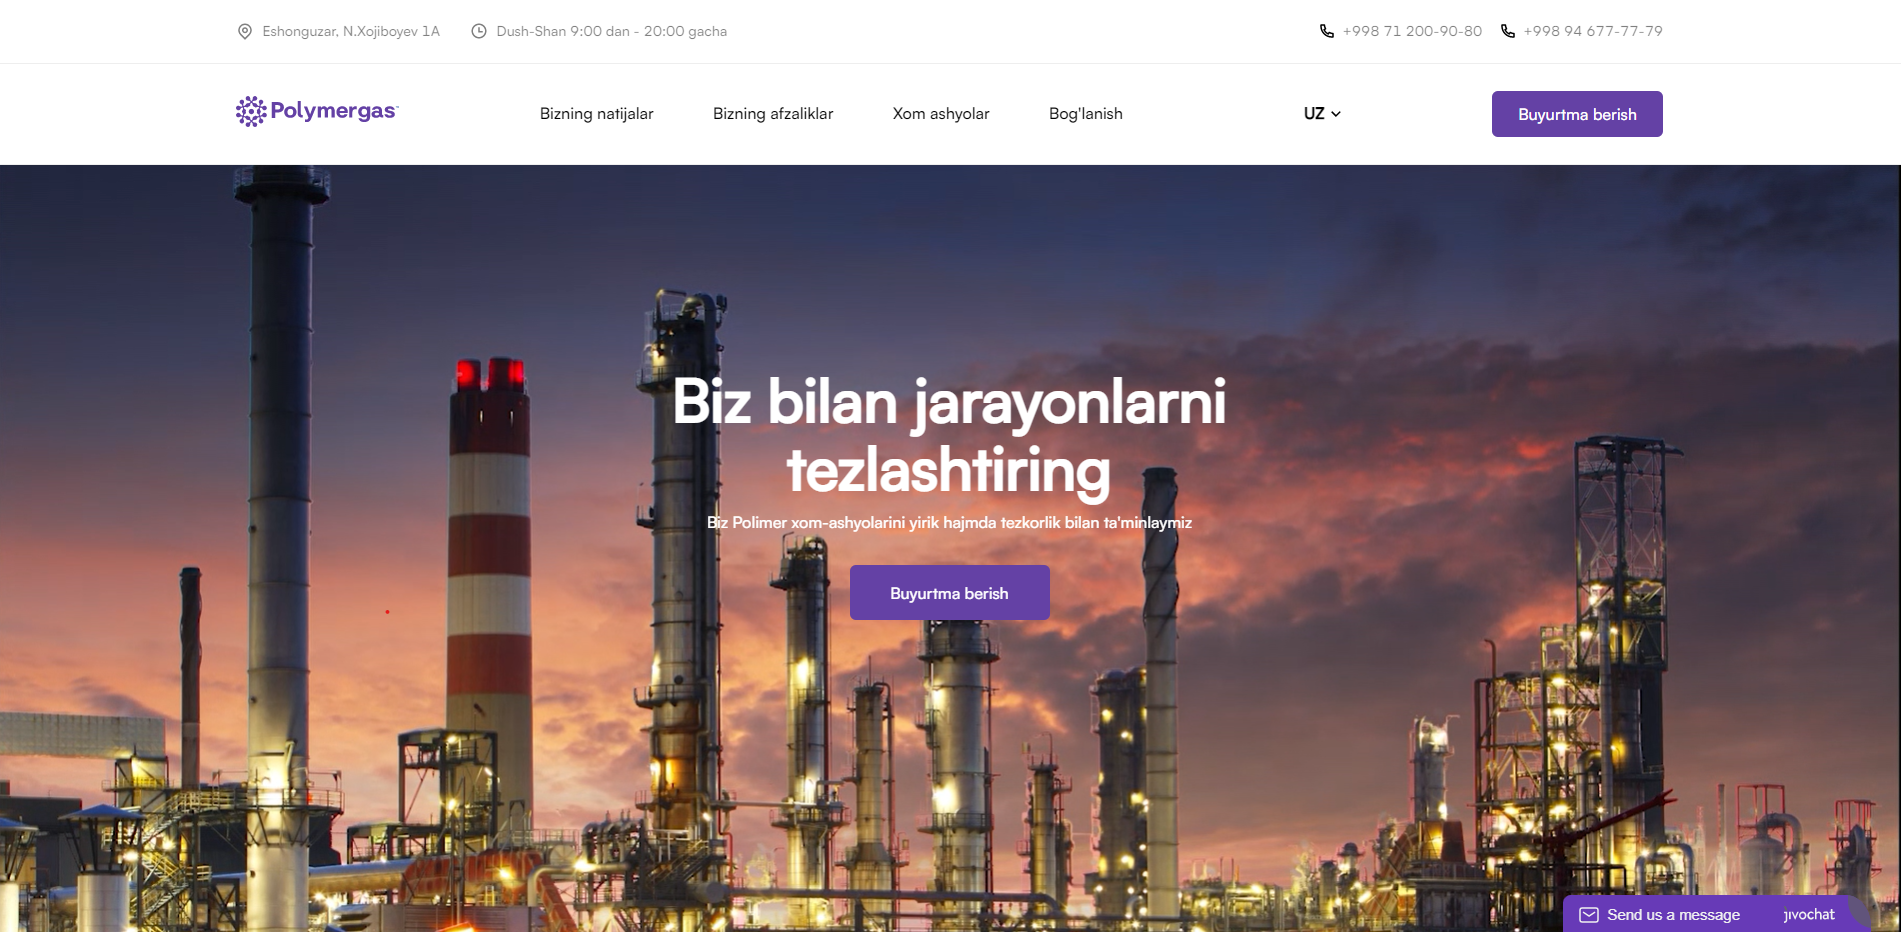 Eshonguzar, N.Xojiboyev 1A
Dush-Shan 9:00 dan - 20:00 gacha
+998 71 200-90-80
+998 94 677-77-79
Polymergas
Bizning natijalar
Bizning afzaliklar
Xom ashyolar
Bog'lanish
UZ
Buyurtma berish
Biz bilan jarayonlarni
tezlashtiring
Biz Polimer xom-ashyolarini yirik hajmda tezkorlik bilan ta'minlaymiz
Buyurtma berish
Send us a message
jivochat